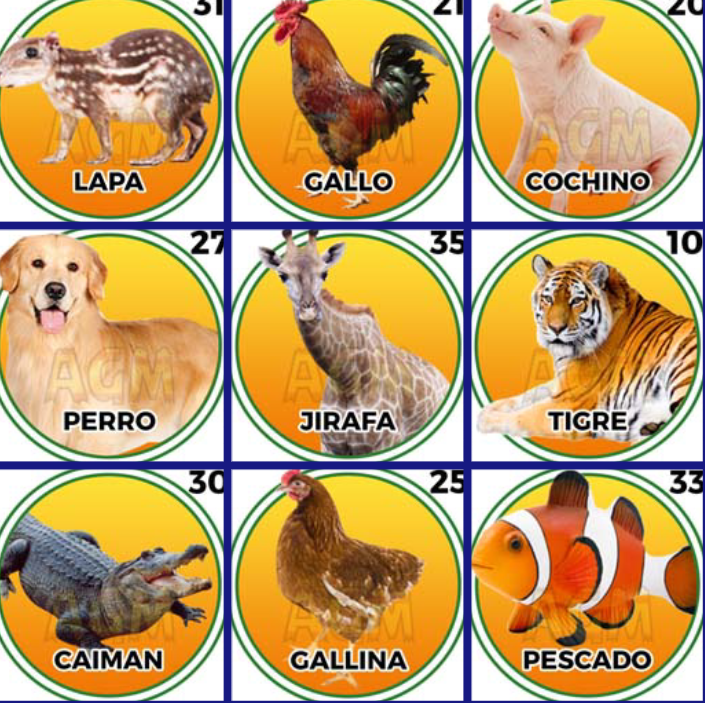 31
AGM
LAPA
21
AGM
GALLO
20
AGM
COCHINO
27
AGM
PERRO
35
AGM
JIRAFA
10
AGM
TIGRE
30
AGM
CAIMAN
25
AGM
GALLINA
33
AGM
PESCADO